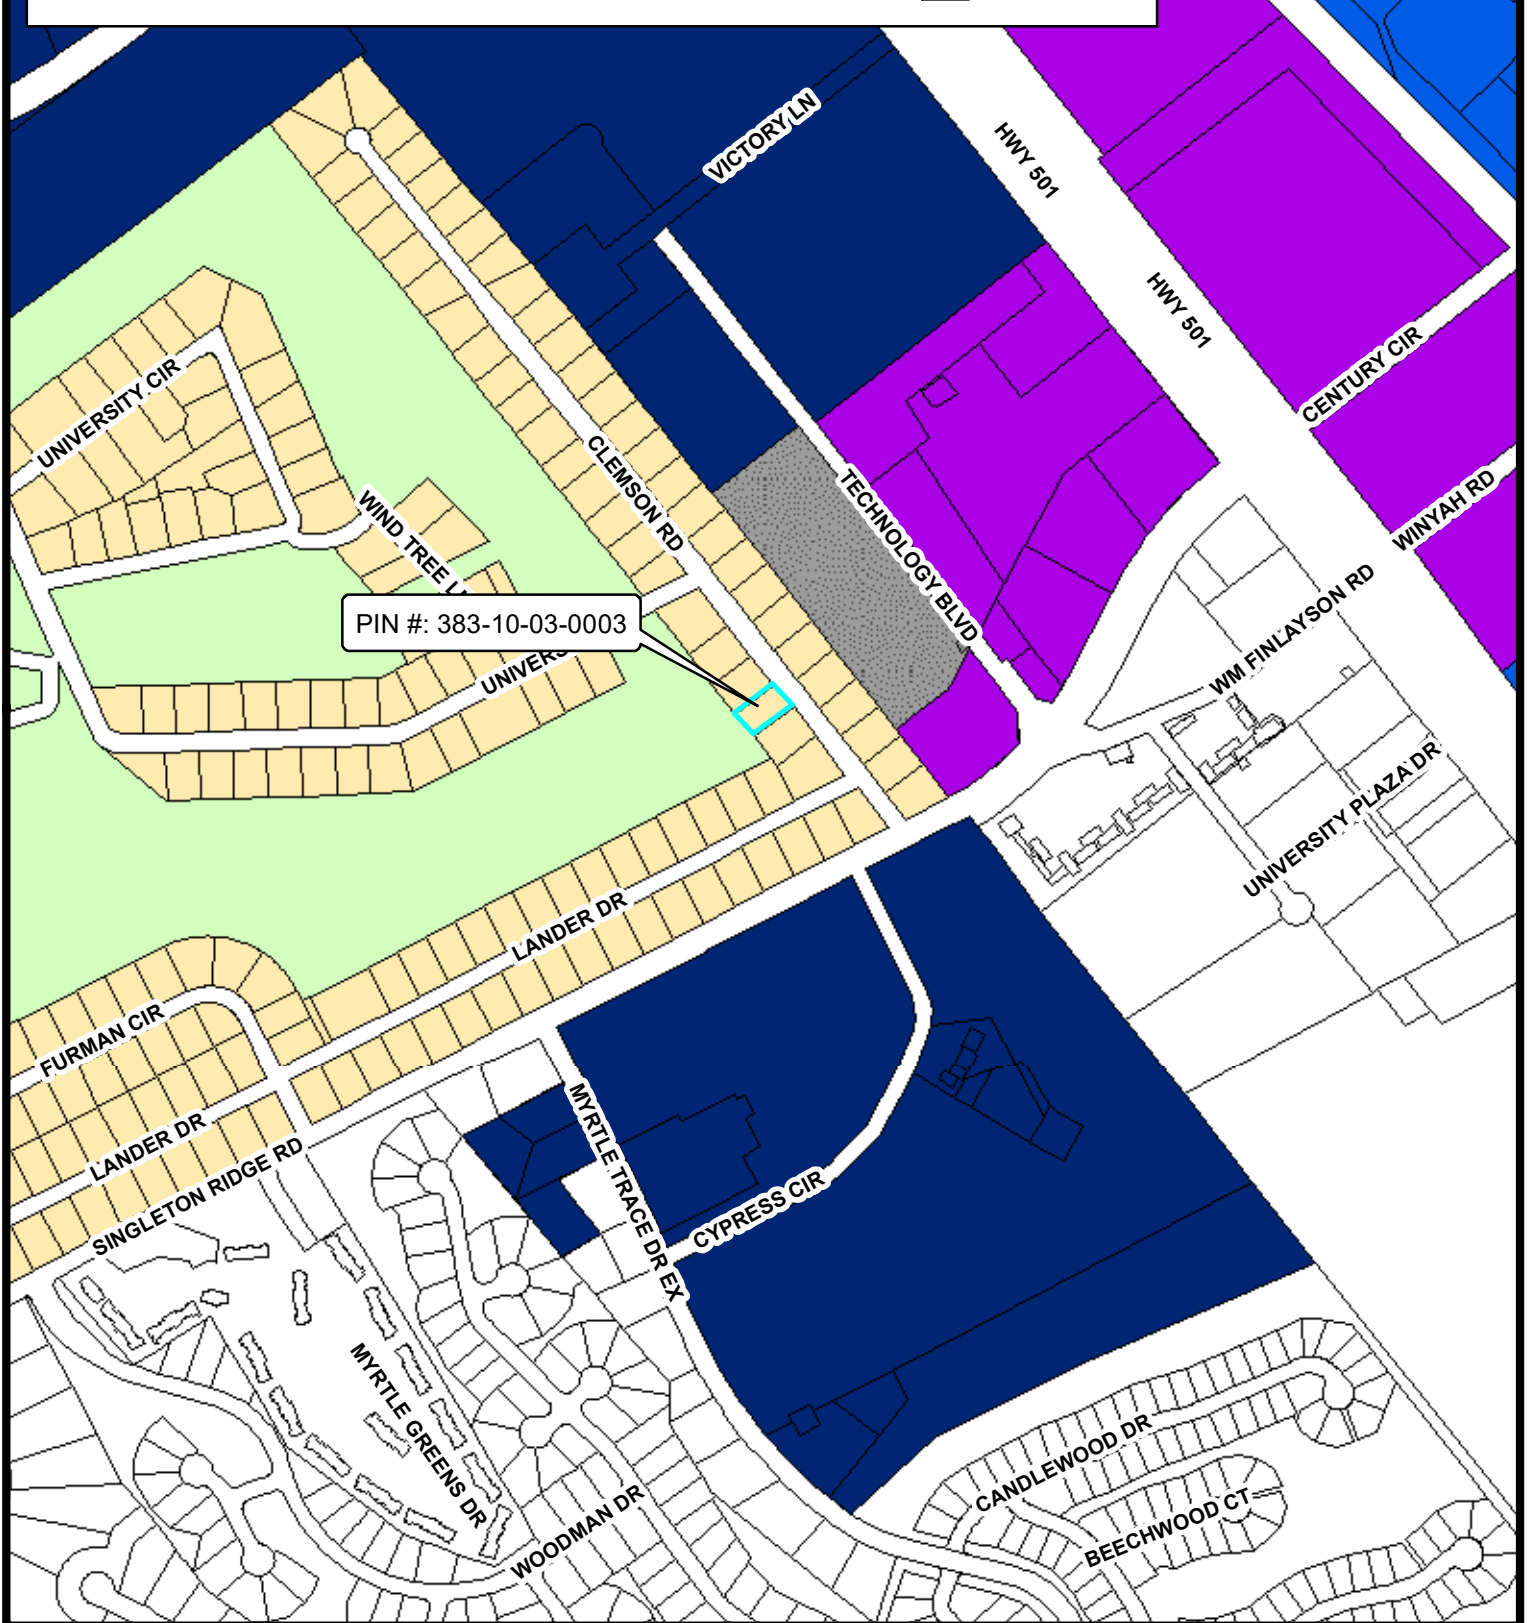 VICTORY LN
HWY 501
HWY 501
CENTURY CIR
UNIVERSITY CIR
CLEMSON RD
TECHNOLOGY BLVD
WINYAH RD
WIND TREE L
WM FINLAYSON RD
PIN #: 383-10-03-0003
UNIVERS
UNIVERSITY PLAZA DR
LANDER DR
FURMAN CIR
LANDER DR
SINGLETON RIDGE RD
MYRTLE TRACE DR EX
CYPRESS CIR
MYRTLE GREENS DR
CANDLEWOOD DR
WOODMAN DR
BEECHWOOD CT